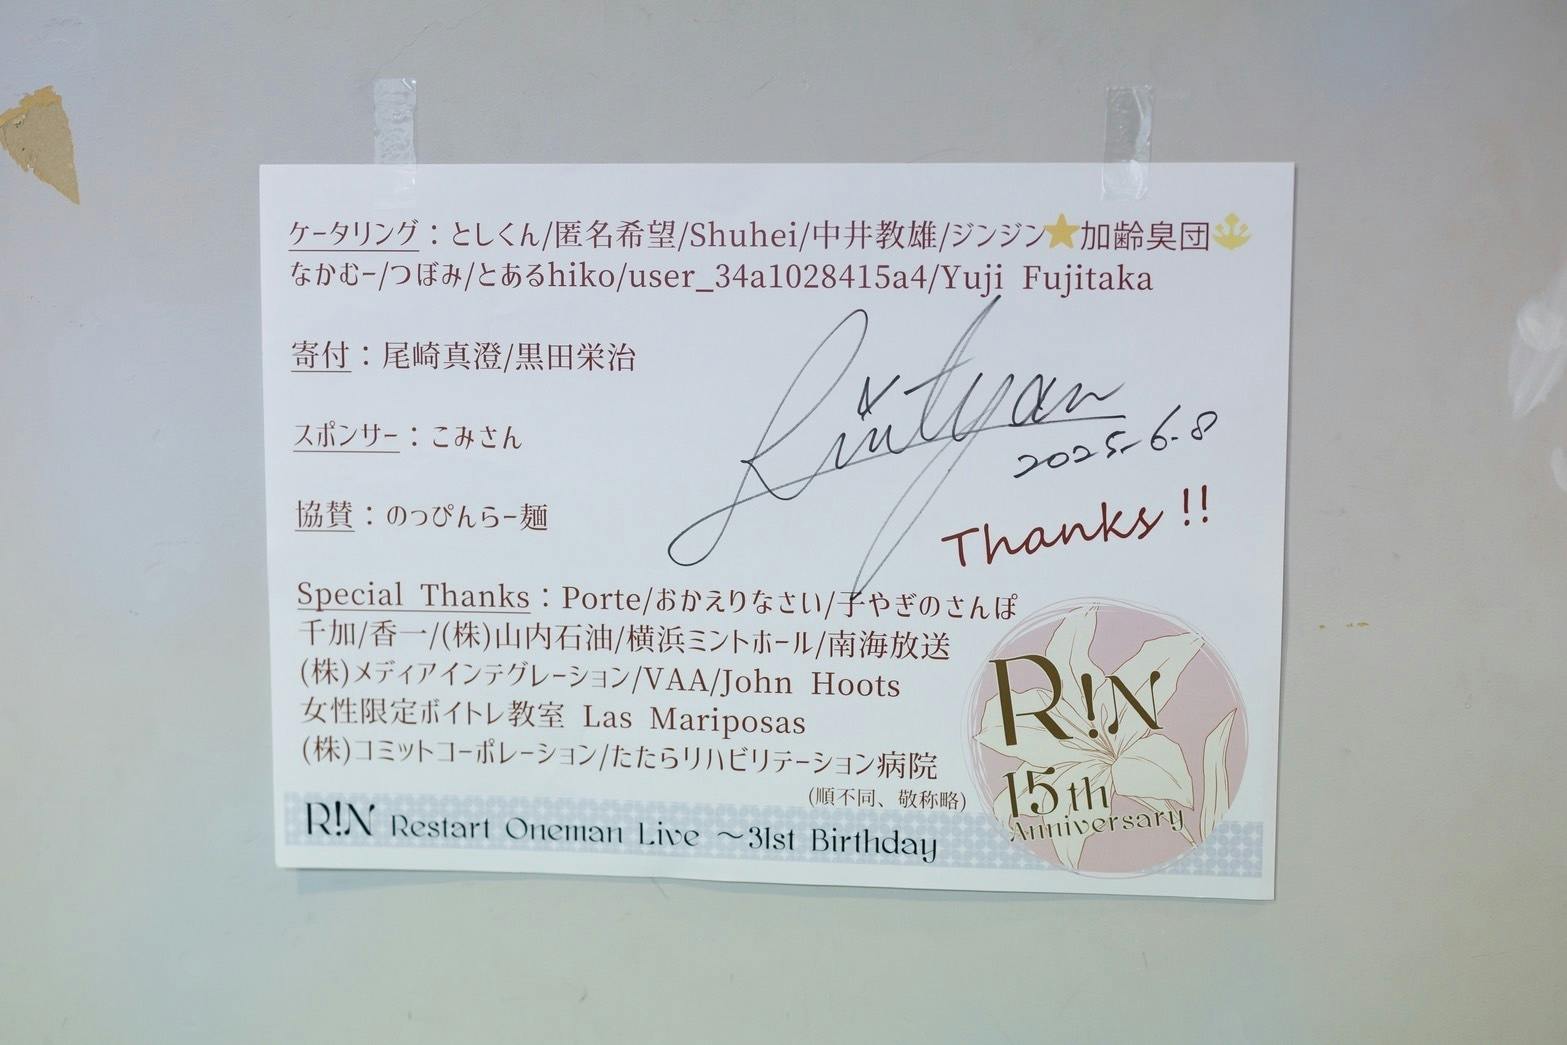 ケータリング：としくん/匿名希望/Shuhei/中井教雄/ジンジン⭐加齢臭団🔱
なかむー/つぼみ/とあるhiko/user_34a1028415a4/Yuji Fujitaka
寄付：尾崎真澄/黒田栄治
スポンサー：こみさん
協賛：のっぴんらー麺
Rintyan
2025.6.8
Thanks!!
Special Thanks：Porte/おかえりなさい/子やぎのさんぽ
千加/香一/(株)山内石油/横浜ミントホール/南海放送
(株)メディアインテグレーション/VAA/John Hoots
女性限定ボイトレ教室 Las Mariposas
(株)コミットコーポレーション/たたらリハビリテーション病院
(順不同、敬称略)
R!N Restart Oneman Live ～31st Birthday
R!N
15th
Anniversary